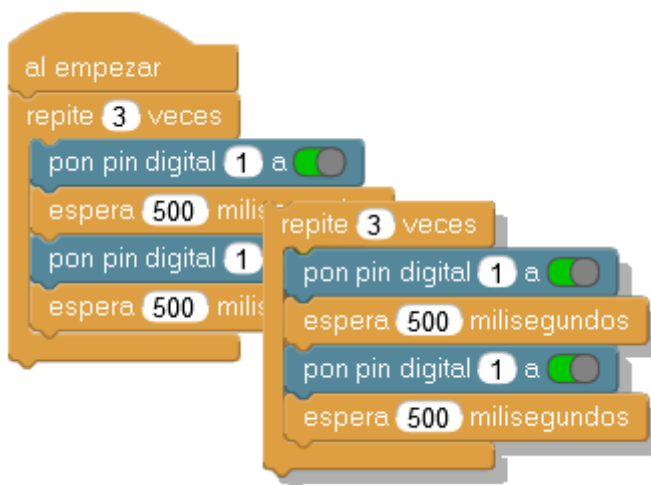 al empezar
repite 3 veces
pon pin digital 1 a
espera 500
pon pin digital 1
espera 500
repite 3 veces
pon pin digital 1 a
espera 500 milisegundos
pon pin digital 1 a
espera 500 milisegundos